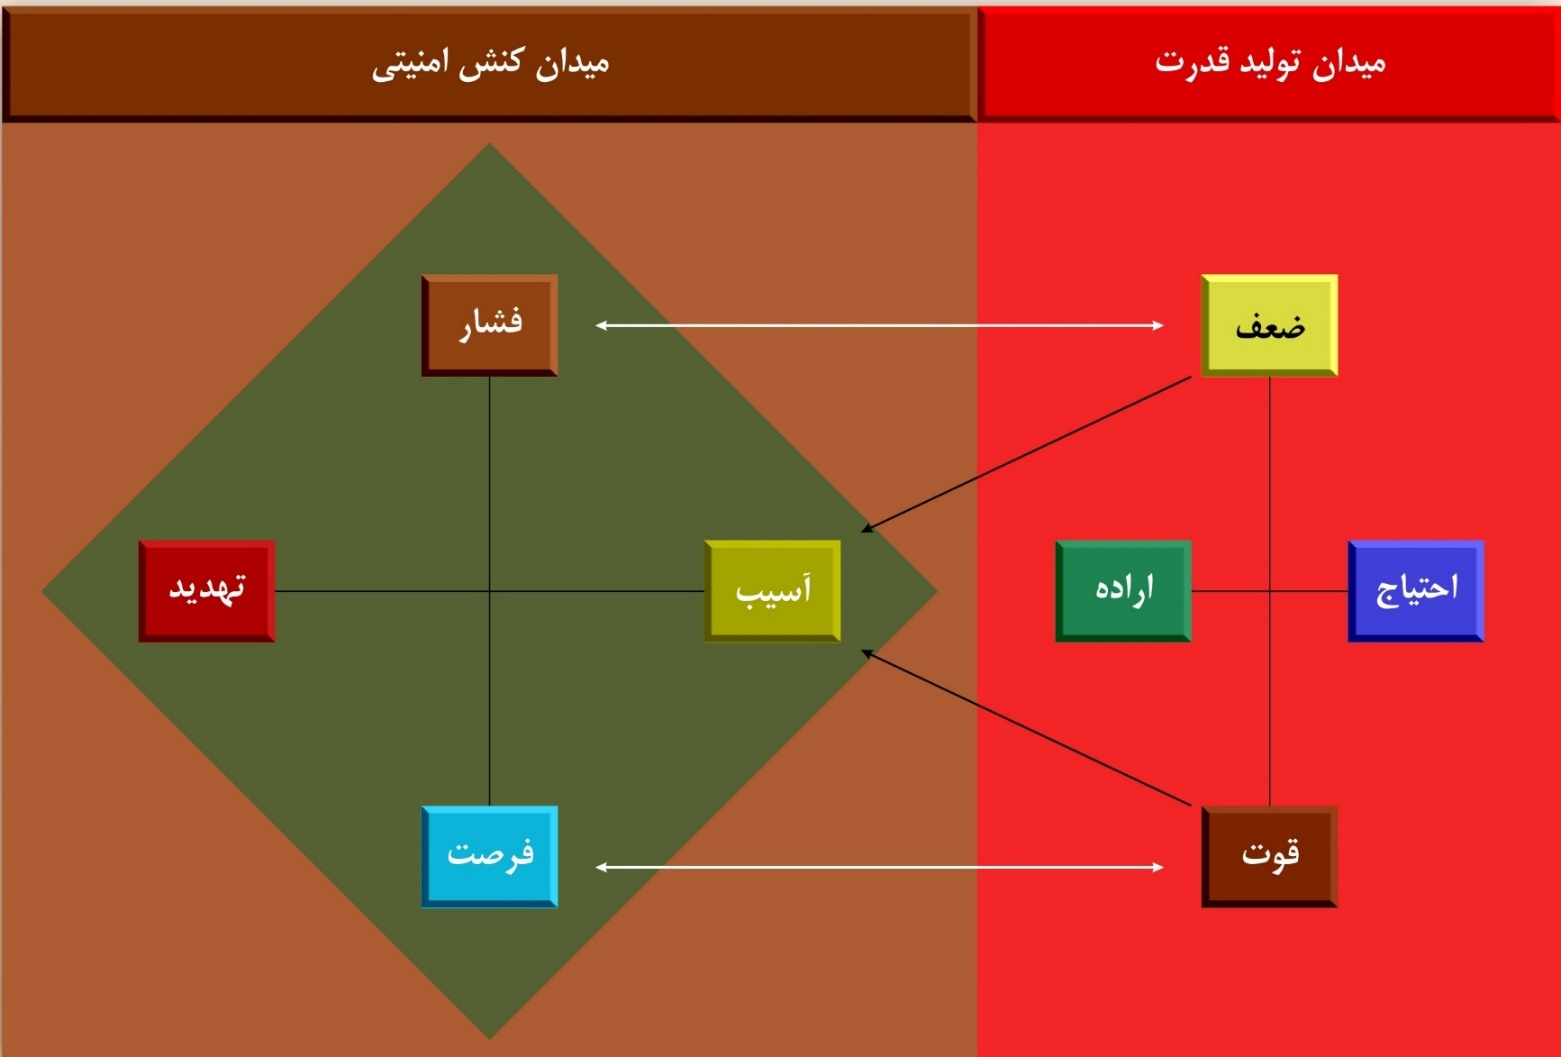 میدان تولید قدرت
میدان کنش امنیتی
ضعف
فشار
احتیاج
اراده
آسیب
تهدید
قوت
فرصت